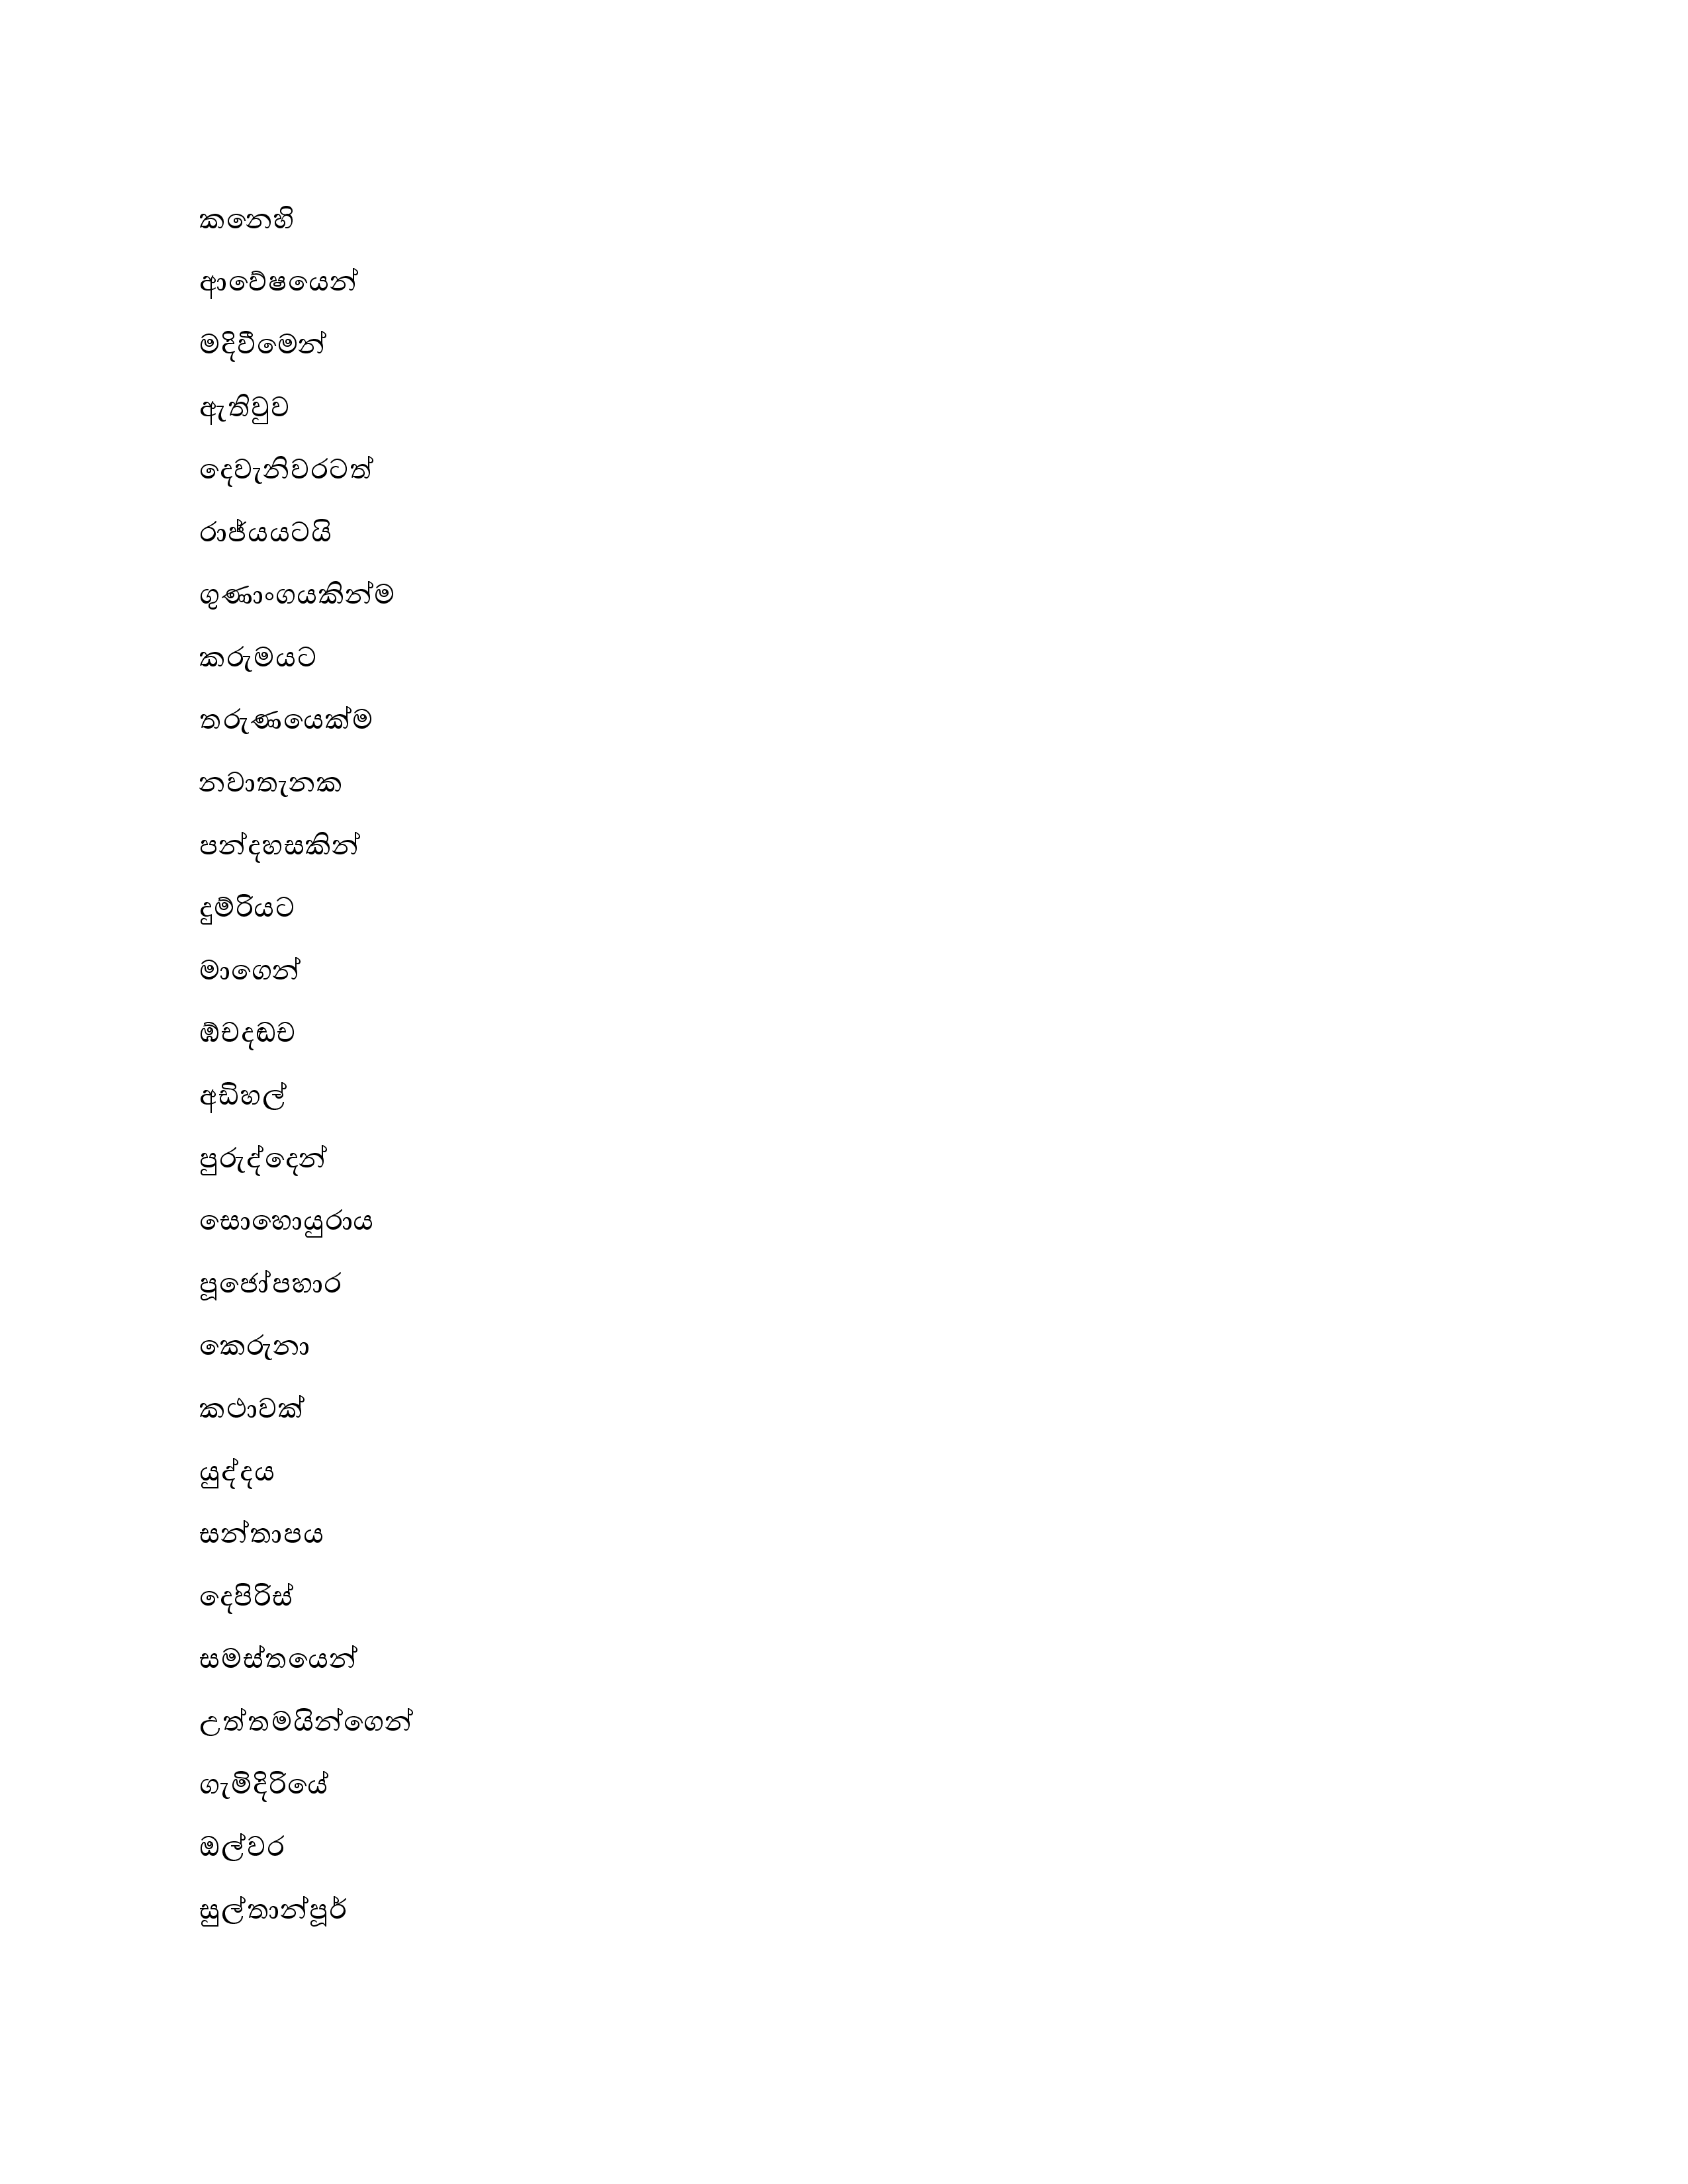 කනෙහි
ආවේෂයෙන්
මදිවීමෙන්
ඇතිවුව
දෙවැනිවරටත්
රාජ්යයටයි
ගුණාංගයකින්ම
කරුමයට
තරුණයෙක්ම
නවාතැනක
පන්දහසකින්
දුම්රියට
මාගෙන්
ඹ්චදඬච
අඩිහල්
පුරුද්දෙන්
සොහොයුරාය
පූජෝපහාර
කෙරුනා
කථාවක්
යුද්දය
සන්තාපය
දෙපිරිස්
සමස්තයෙන්
උත්තමයින්ගෙන්
ගැමිදිරියේ
ඔල්වර
සුල්තාන්පූර්